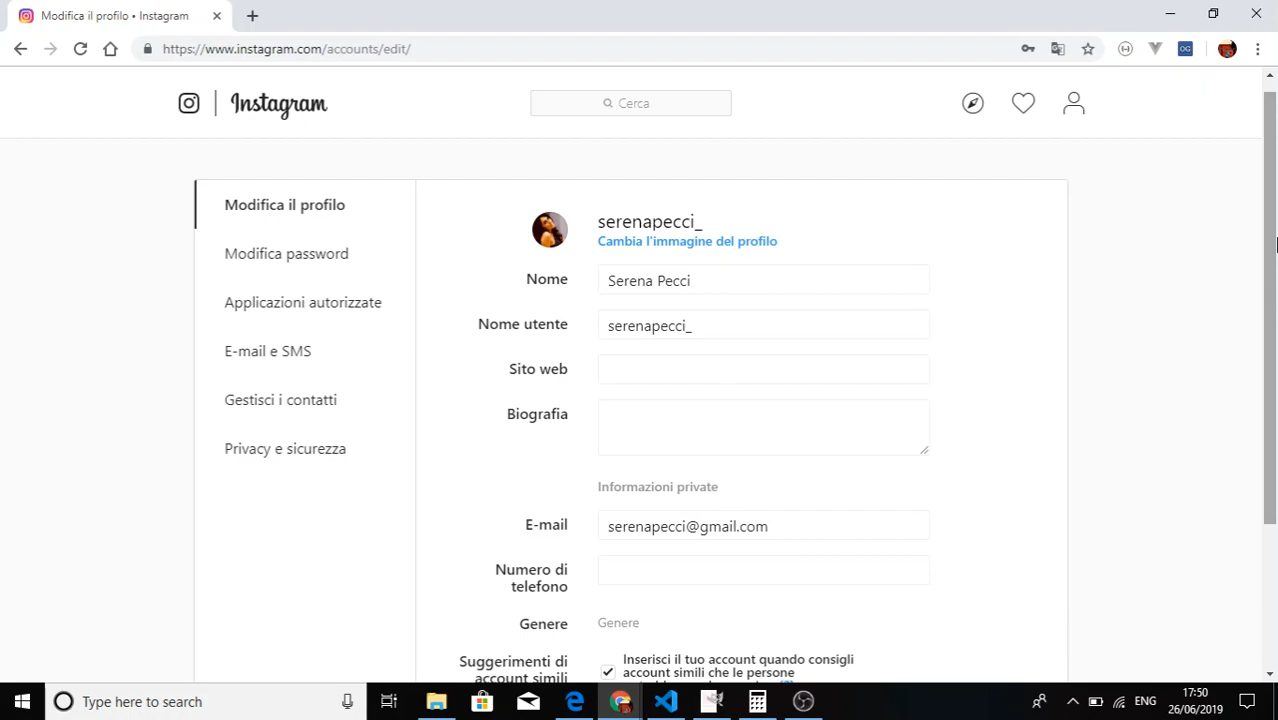 Modifica il profilo • Instagram
https://www.instagram.com/accounts/edit/
OG
Instagram
Cerca
Modifica il profilo
Modifica password
Applicazioni autorizzate
E-mail e SMS
Gestisci i contatti
Privacy e sicurezza
serenapecci_
Cambia l'immagine del profilo
Nome
Serena Pecci
Nome utente
serenapecci_
Sito web
Biografia
Informazioni private
E-mail
serenapecci@gmail.com
Numero di
telefono
Genere
Genere
Suggerimenti di
account simili
Inserisci il tuo account quando consigli
account simili che le persone
Type here to search
ENG
17:50
26/06/2019